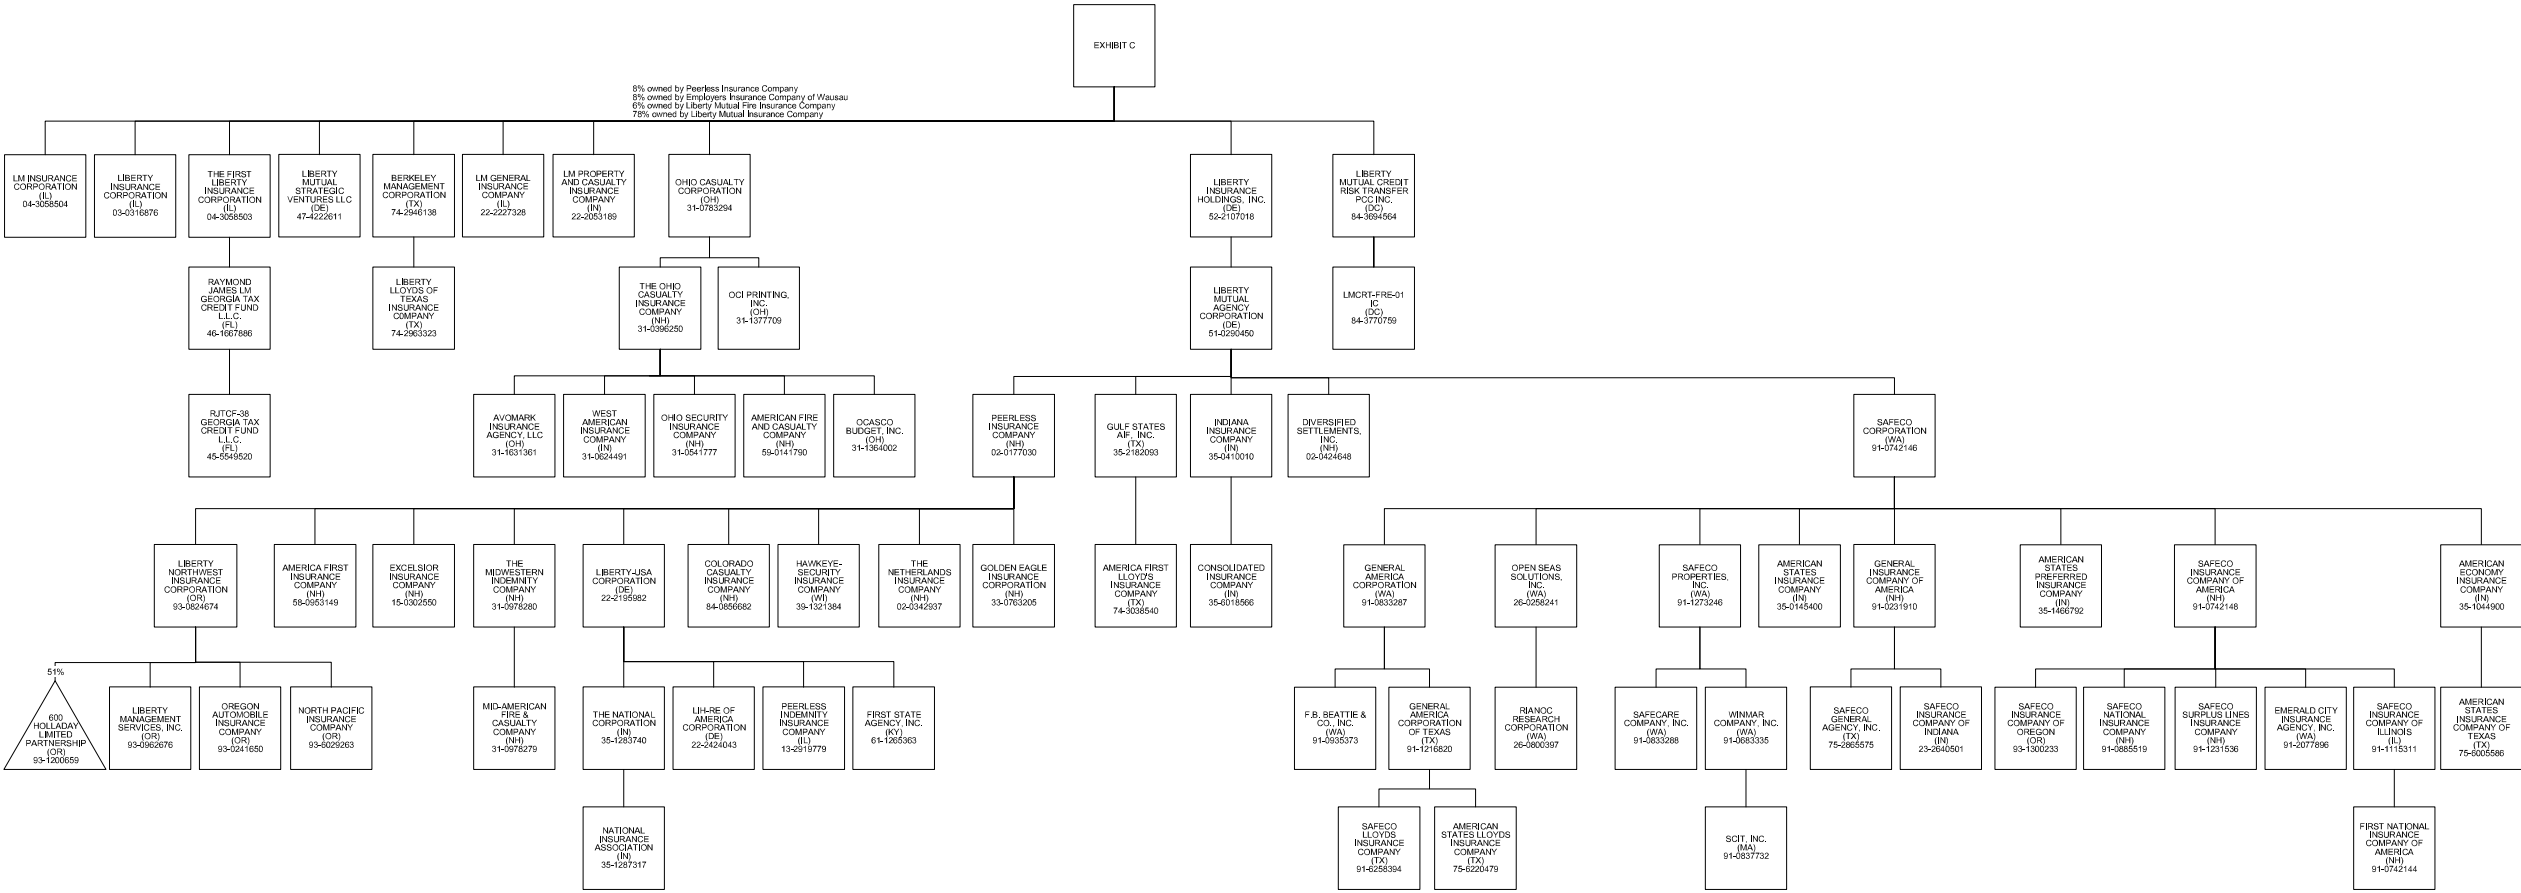 EXHIBIT C
8% owned by Peerless Insurance Company
8% owned by Employers Insurance Company of Wausau
6% owned by Liberty Mutual Fire Insurance Company
78% owned by Liberty Mutual Insurance Company
LM INSURANCE
CORPORATION
(IL)
04-3058504
LIBERTY
INSURANCE
CORPORATION
(IL)
03-0316876
THE FIRST
LIBERTY
INSURANCE
CORPORATION
(IL)
04-3058503
LIBERTY
MUTUAL
STRATEGIC
VENTURES LLC
(DE)
47-4222611
BERKELEY
MANAGEMENT
CORPORATION
(TX)
74-2946138
LM GENERAL
INSURANCE
COMPANY
(IL)
22-2227328
LM PROPERTY
AND CASUALTY
INSURANCE
COMPANY
(IN)
22-2053189
OHIO CASUALTY
CORPORATION
(OH)
31-0783294
LIBERTY
INSURANCE
HOLDINGS, INC.
(DE)
52-2107018
LIBERTY
MUTUAL CREDIT
RISK TRANSFER
PCC INC.
(DC)
84-3694564
RAYMOND
JAMES LM
GEORGIA TAX
CREDIT FUND
L.L.C.
(FL)
46-1667886
LIBERTY
LLOYDS OF
TEXAS
INSURANCE
COMPANY
(TX)
74-2963323
THE OHIO
CASUALTY
INSURANCE
COMPANY
(NH)
31-0396250
OCI PRINTING,
INC.
(OH)
31-1377709
LIBERTY
MUTUAL
AGENCY
CORPORATION
(DE)
51-0290450
LMCRT-FRE-01
IC
(DC)
84-3770759
RJTCF-38
GEORGIA TAX
CREDIT FUND
L.L.C.
(FL)
45-5549520
AVOMARK
INSURANCE
AGENCY, LLC
(OH)
31-1631361
WEST
AMERICAN
INSURANCE
COMPANY
(IN)
31-0624491
OHIO SECURITY
INSURANCE
COMPANY
(NH)
31-0541777
AMERICAN FIRE
AND CASUALTY
COMPANY
(NH)
59-0141790
OCASCO
BUDGET, INC.
(OH)
31-1364002
PEERLESS
INSURANCE
COMPANY
(NH)
02-0177030
GULF STATES
AIF, INC.
(TX)
35-2182093
INDIANA
INSURANCE
COMPANY
(IN)
35-0410010
DIVERSIFIED
SETTLEMENTS,
INC.
(NH)
02-0424648
SAFECO
CORPORATION
(WA)
91-0742146
LIBERTY
NORTHWEST
INSURANCE
CORPORATION
(OR)
93-0824674
AMERICA FIRST
INSURANCE
COMPANY
(NH)
58-0953149
EXCELSIOR
INSURANCE
COMPANY
(NH)
15-0302550
THE
MIDWESTERN
INDEMNITY
COMPANY
(NH)
31-0978280
LIBERTY-USA
CORPORATION
(DE)
22-2195982
COLORADO
CASUALTY
INSURANCE
COMPANY
(NH)
84-0856682
HAWKEYE-
SECURITY
INSURANCE
COMPANY
(WI)
39-1321384
THE
NETHERLANDS
INSURANCE
COMPANY
(NH)
02-0342937
GOLDEN EAGLE
INSURANCE
CORPORATION
(NH)
33-0763205
AMERICA FIRST
LLOYD'S
INSURANCE
COMPANY
(TX)
74-3038540
CONSOLIDATED
INSURANCE
COMPANY
(IN)
35-6018566
GENERAL
AMERICA
CORPORATION
(WA)
91-0833287
OPEN SEAS
SOLUTIONS,
INC.
(WA)
26-0258241
SAFECO
PROPERTIES,
INC.
(WA)
91-1273246
AMERICAN
STATES
INSURANCE
COMPANY
(IN)
35-0145400
GENERAL
INSURANCE
COMPANY OF
AMERICA
(NH)
91-0231910
AMERICAN
STATES
PREFERRED
INSURANCE
COMPANY
(IN)
35-1466792
SAFECO
INSURANCE
COMPANY OF
AMERICA
(NH)
91-0742148
AMERICAN
ECONOMY
INSURANCE
COMPANY
(IN)
35-1044900
51%
600
HOLLADAY
LIMITED
PARTNERSHIP
(OR)
93-1200659
LIBERTY
MANAGEMENT
SERVICES, INC.
(OR)
93-0962676
OREGON
AUTOMOBILE
INSURANCE
COMPANY
(OR)
93-0241650
NORTH PACIFIC
INSURANCE
COMPANY
(OR)
93-6029263
MID-AMERICAN
FIRE &
CASUALTY
COMPANY
(NH)
31-0978279
THE NATIONAL
CORPORATION
(IN)
35-1283740
LIH-RE OF
AMERICA
CORPORATION
(DE)
22-2424043
PEERLESS
INDEMNITY
INSURANCE
COMPANY
(IL)
13-2919779
FIRST STATE
AGENCY, INC.
(KY)
61-1265363
F.B. BEATTIE &
CO., INC.
(WA)
91-0935373
GENERAL
AMERICA
CORPORATION
OF TEXAS
(TX)
91-1216820
RIANOC
RESEARCH
CORPORATION
(WA)
26-0800397
SAFECARE
COMPANY, INC.
(WA)
91-0833288
WINMAR
COMPANY, INC.
(WA)
91-0683335
SAFECO
GENERAL
AGENCY, INC.
(TX)
75-2865575
SAFECO
INSURANCE
COMPANY OF
INDIANA
(IN)
23-2640501
SAFECO
INSURANCE
COMPANY OF
OREGON
(OR)
93-1300233
SAFECO
NATIONAL
INSURANCE
COMPANY
(NH)
91-0885519
SAFECO
SURPLUS LINES
INSURANCE
COMPANY
(NH)
91-1231536
EMERALD CITY
INSURANCE
AGENCY, INC.
(WA)
91-2077896
SAFECO
INSURANCE
COMPANY OF
ILLINOIS
(IL)
91-1115311
AMERICAN
STATES
INSURANCE
COMPANY OF
TEXAS
(TX)
75-6005586
NATIONAL
INSURANCE
ASSOCIATION
(IN)
35-1287317
SAFECO
LLOYDS
INSURANCE
COMPANY
(TX)
91-6258394
AMERICAN
STATES LLOYDS
INSURANCE
COMPANY
(TX)
75-6220479
SCIT, INC.
(MA)
91-0837732
FIRST NATIONAL
INSURANCE
COMPANY OF
AMERICA
(NH)
91-0742144